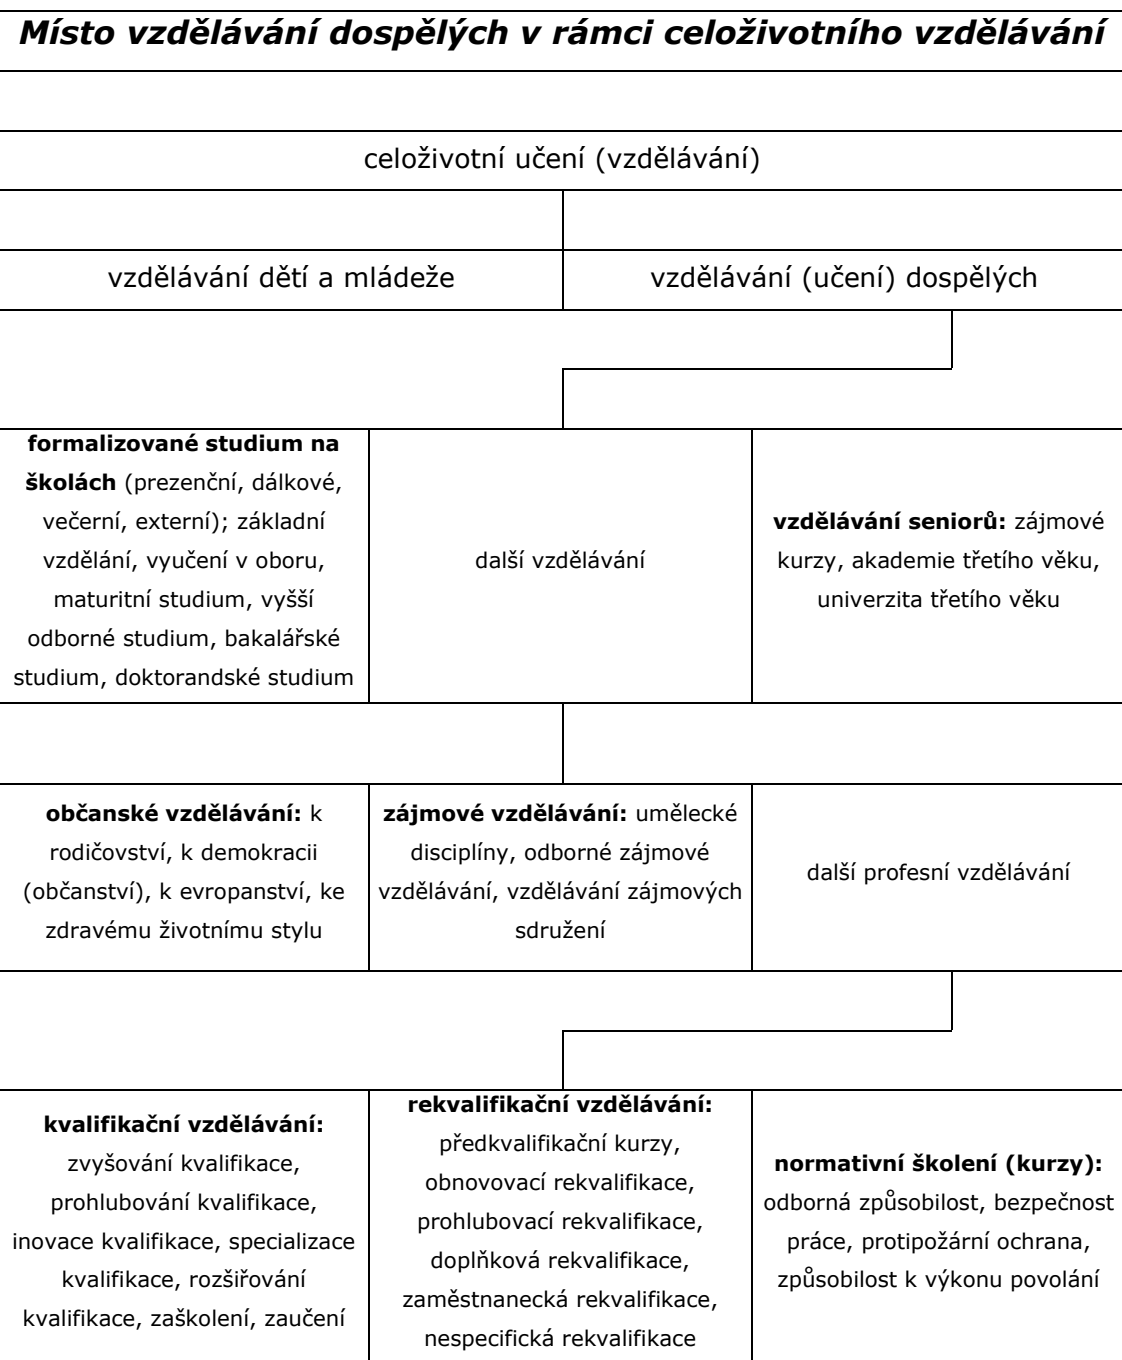 Místo vzdělávání dospělých v rámci celoživotního vzdělávání
celoživotní učení (vzdělávání)
vzdělávání dětí a mládeže
vzdělávání (učení) dospělých
formalizované studium na
školách (prezenční, dálkové,
večerní, externí); základní
vzdělání, vyučení v oboru,
maturitní studium, vyšší
odborné studium, bakalářské
studium, doktorandské studium
další vzdělávání
vzdělávání seniorů: zájmové
kurzy, akademie třetího věku,
univerzita třetího věku
občanské vzdělávání: k
rodičovství, k demokracii
(občanství), k evropanství, ke
zdravému životnímu stylu
zájmové vzdělávání: umělecké
disciplíny, odborné zájmové
vzdělávání, vzdělávání zájmových
sdružení
další profesní vzdělávání
kvalifikační vzdělávání:
zvyšování kvalifikace,
prohlubování kvalifikace,
inovace kvalifikace, specializace
kvalifikace, rozšiřování
kvalifikace, zaškolení, zaučení
rekvalifikační vzdělávání:
předkvalifikační kurzy,
obnovovací rekvalifikace,
prohlubovací rekvalifikace,
doplňková rekvalifikace,
zaměstnanecká rekvalifikace,
nespecifická rekvalifikace
normativní školení (kurzy):
odborná způsobilost, bezpečnost
práce, protipožární ochrana,
způsobilost k výkonu povolání